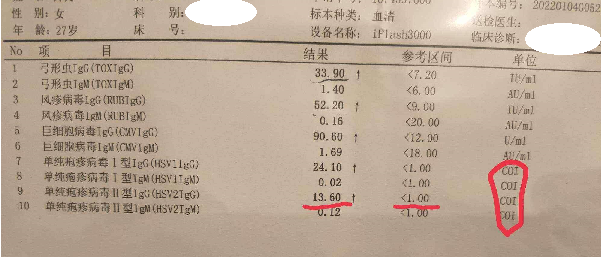 性 别:女 科 别: 标本种类:血清 送检医生:
年 龄:27岁 床 号: 设备名称:iFlash3000 临床诊断:
No 项 目 结果 参考区间 单位
1 弓形虫IgG(TOXIgG) 33.90 ↑ <7.20 IU/ml
2 弓形虫IgM(TOXIgM) 1.40 <6.00 AU/ml
3 风疹病毒IgG(RUBIgG) 52.20 ↑ <9.00 IU/ml
4 风疹病毒IgM(RUBIgM) 0.16 <20.00 AU/ml
5 巨细胞病毒IgG(CMVIgG) 90.60 ↑ <12.00 U/ml
6 巨细胞病毒IgM(CMVIgM) 1.69 <18.00 AU/ml
7 单纯疱疹病毒Ⅰ型IgG(HSV1IgG) 24.10 ↑ <1.00 COI
8 单纯疱疹病毒Ⅰ型IgM(HSV1IgM) 0.02 <1.00 COI
9 单纯疱疹病毒Ⅱ型IgG(HSV2IgG) 13.60 ↑ <1.00 COI
10 单纯疱疹病毒Ⅱ型IgM(HSV2IgM) 0.12 <1.00 COI